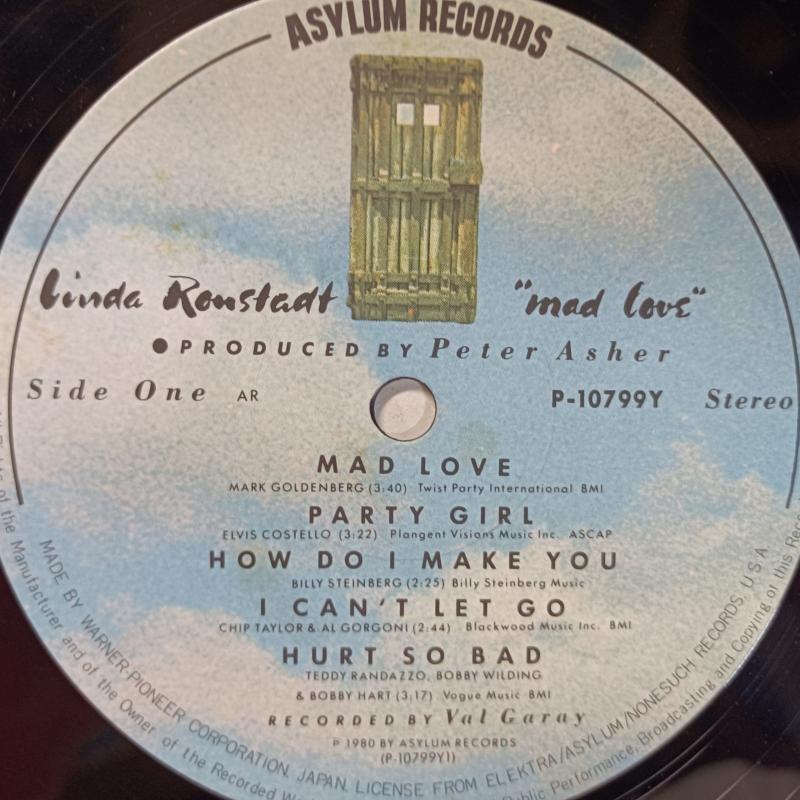 ASYLUM RECORDS
Linda Ronstadt "mad love"
●PRODUCED BY Peter Asher
Side One AR P-10799Y Stereo
MAD LOVE
MARK GOLDENBERG (3:40) Twist Party International BMI
PARTY GIRL
ELVIS COSTELLO (3:22) Plangent Visions Music Inc. ASCAP
HOW DO I MAKE YOU
BILLY STEINBERG (2:25) Billy Steinberg Music
I CAN'T LET GO
CHIP TAYLOR & AL GORGONI (2:44) Blackwood Music Inc. BMI
HURT SO BAD
TEDDY RANDAZZO, BOBBY WILDING
& BOBBY HART (3:17) Vogue Music BMI
RECORDED BY Val Garay
℗ 1980 BY ASYLUM RECORDS
(P-10799Y1)
MADE BY WARNER-PIONEER CORPORATION, JAPAN. LICENSE FROM ELEKTRA/ASYLUM/NONESUCH RECORDS, U.S.A.
of the Manufacturer and of the Owner of the Recorded
Public Performance, Broadcasting and Copying of this